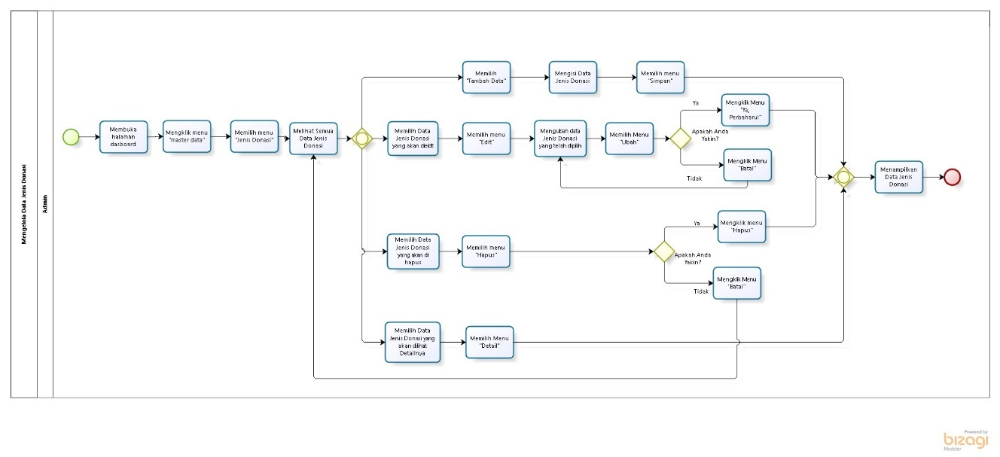 Mengelola Data Jenis Donasi
Admin
Membuka
halaman
dasboard
Mengklik menu
"master data"
Memilih menu
"Jenis Donasi"
Melihat Semua
Data Jenis
Donasi
Memilih
"Tambah Data"
Mengisi Data
Jenis Donasi
Memilih menu
"Simpan"
Memilih Data
Jenis Donasi
yang akan dieidt
Memilih menu
"Edit"
Mengubah data
Jenis Donasi
yang telah dipilih
Memilih Menu
"Ubah"
Apakah Anda
Yakin?
Ya
Mengklik Menu
"Ya,
Perbaharui"
Tidak
Mengklik Menu
"Batal"
Memilih Data
Jenis Donasi
yang akan di
hapus
Memilih menu
"Hapus"
Apakah Anda
Yakin?
Ya
Mengklik menu
"Hapus"
Tidak
Mengklik Menu
"Batal"
Memilih Data
Jenis Donasi yang
akan dilihat
Detailnya
Memilih Menu
"Detail"
Menampilkan
Data Jenis
Donasi
Powered by
bizagi
Modeler